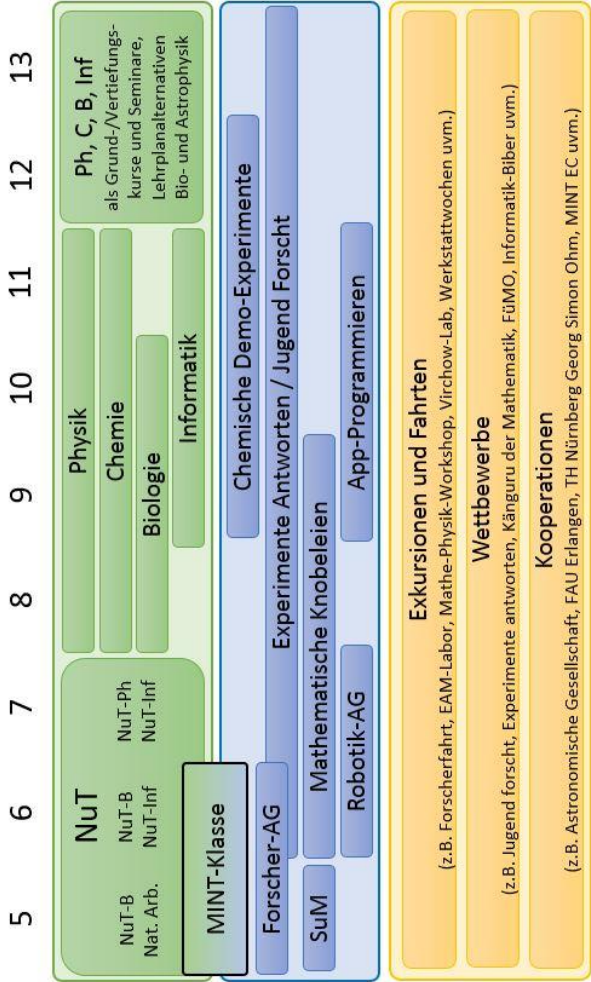 5 6 7 8 9 10 11 12 13
NuT
NuT-B NuT-B NuT-Ph
Nat. Arb. NuT-Inf NuT-Inf
Physik
Chemie
Biologie
Informatik
Ph, C, B, Inf
als Grund-/Vertiefungs-
kurse und Seminare,
Lehrplanalternativen
Bio- und Astrophysik
MINT-Klasse
Chemische Demo-Experimente
Forscher-AG
Experimente Antworten / Jugend Forscht
SuM
Mathematische Knobeleien
Robotik-AG
App-Programmieren
Exkursionen und Fahrten
(z.B. Forscherfahrt, EAM-Labor, Mathe-Physik-Workshop, Virchow-Lab, Werkstattwochen uvm.)
Wettbewerbe
(z.B. Jugend forscht, Experimente antworten, Känguru der Mathematik, FüMO, Informatik-Biber uvm.)
Kooperationen
(z.B. Astronomische Gesellschaft, FAU Erlangen, TH Nürnberg Georg Simon Ohm, MINT EC uvm.)